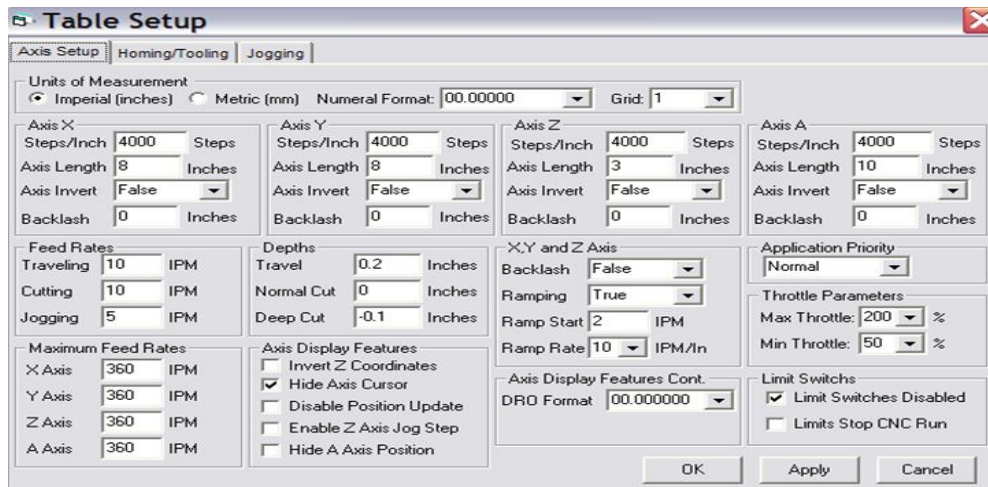 Table Setup
Axis Setup Homing/Tooling Jogging
Units of Measurement
Imperial (inches) Metric (mm) Numeral Format: 00.00000 Grid: 1
Axis X
Steps/Inch 4000 Steps
Axis Length 8 Inches
Axis Invert False
Backlash 0 Inches
Axis Y
Steps/Inch 4000 Steps
Axis Length 8 Inches
Axis Invert False
Backlash 0 Inches
Axis Z
Steps/Inch 4000 Steps
Axis Length 3 Inches
Axis Invert False
Backlash 0 Inches
Axis A
Steps/Inch 4000 Steps
Axis Length 10 Inches
Axis Invert False
Backlash 0 Inches
Feed Rates
Traveling 10 IPM
Cutting 10 IPM
Jogging 5 IPM
Depths
Travel 0.2 Inches
Normal Cut 0 Inches
Deep Cut -0.1 Inches
X,Y and Z Axis
Backlash False
Ramping True
Ramp Start 2 IPM
Ramp Rate 10 IPM/In
Application Priority
Normal
Throttle Parameters
Max Throttle: 200 %
Min Throttle: 50 %
Maximum Feed Rates
X Axis 360 IPM
Y Axis 360 IPM
Z Axis 360 IPM
A Axis 360 IPM
Axis Display Features
Invert Z Coordinates
Hide Axis Cursor
Disable Position Update
Enable Z Axis Jog Step
Hide A Axis Position
Axis Display Features Cont.
DRO Format 00.000000
Limit Switchs
Limit Switches Disabled
Limits Stop CNC Run
OK Apply Cancel